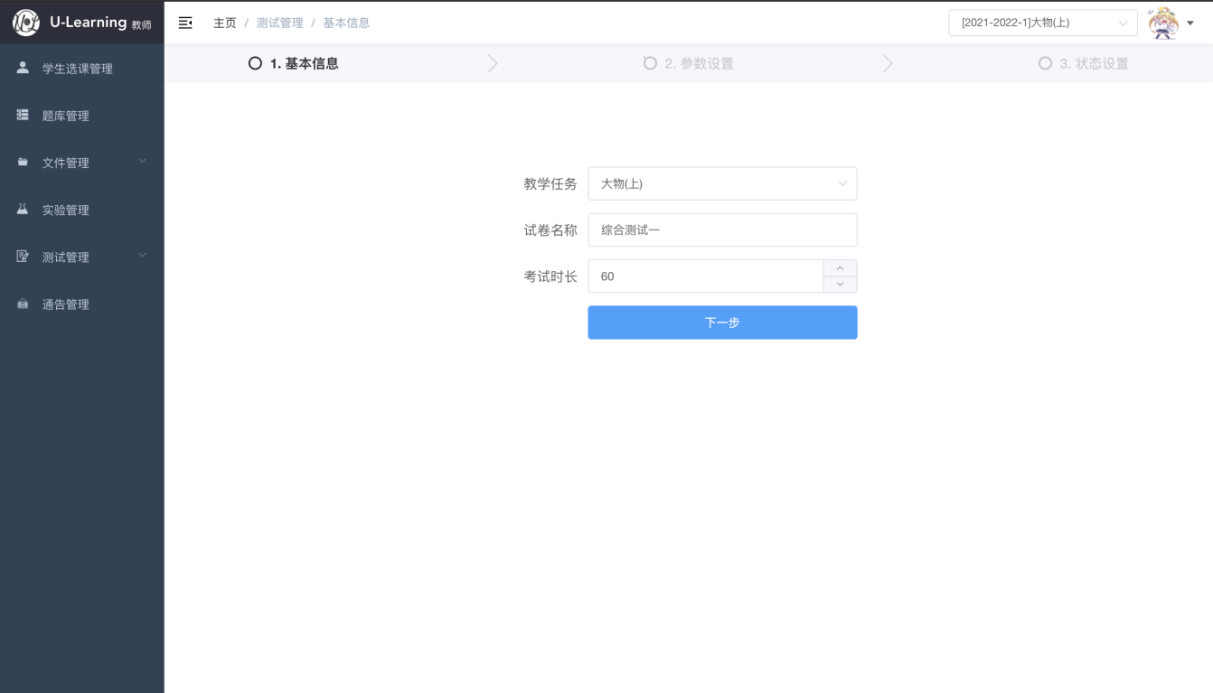 U-Learning 教师
主页 / 测试管理 / 基本信息
[2021-2022-1]大物(上)
学生选课管理
题库管理
文件管理
实验管理
测试管理
通告管理
1. 基本信息
2. 参数设置
3. 状态设置
教学任务 大物(上)
试卷名称 综合测试一
考试时长 60
下一步